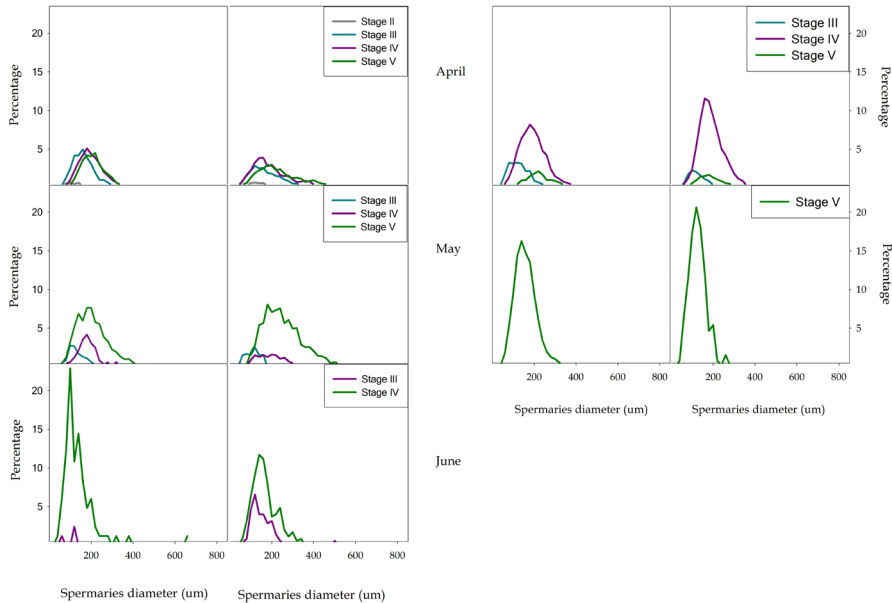 Percentage
20
15
10
5
Stage II
Stage III
Stage IV
Stage V
April
Stage III
Stage IV
Stage V
20
15
10
5
Percentage
Percentage
20
15
10
5
Stage III
Stage IV
Stage V
May
Stage V
20
15
10
5
Percentage
200 400 600 800
200 400 600 800
Spermaries diameter (um)
Spermaries diameter (um)
Percentage
20
15
10
5
Stage III
Stage IV
June
200 400 600 800
200 400 600 800
Spermaries diameter (um)
Spermaries diameter (um)